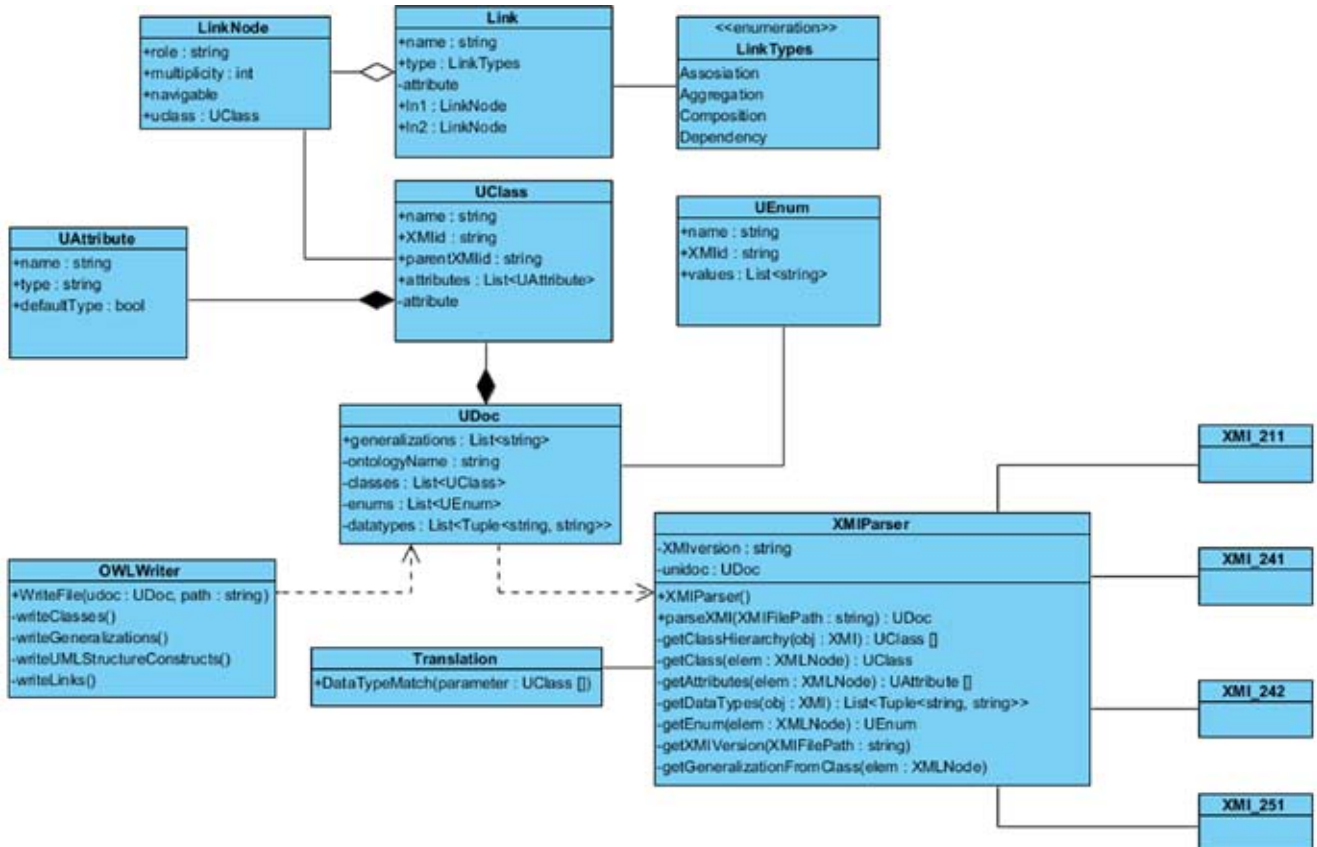 LinkNode
+role : string
+multiplicity : int
+navigable
+uclass : UClass
Link
+name : string
+type : LinkTypes
-attribute
+ln1 : LinkNode
+ln2 : LinkNode
<<enumeration>>
LinkTypes
Assosiation
Aggregation
Composition
Dependency
UClass
+name : string
+XMIid : string
+parentXMIid : string
+attributes : List<UAttribute>
-attribute
UEnum
+name : string
+XMIid : string
+values : List<string>
UAttribute
+name : string
+type : string
+defaultType : bool
UDoc
+generalizations : List<string>
-ontologyName : string
-classes : List<UClass>
-enums : List<UEnum>
-datatypes : List<Tuple<string, string>>
XMI_211
XMIParser
-XMIversion : string
-unidoc : UDoc
+XMIParser()
+parseXMI(XMIFilePath : string) : UDoc
-getClassHierarchy(obj : XMI) : UClass []
-getClass(elem : XMLNode) : UClass
-getAttributes(elem : XMLNode) : UAttribute []
-getDataTypes(obj : XMI) : List<Tuple<string, string>>
-getEnum(elem : XMLNode) : UEnum
-getXMIVersion(XMIFilePath : string)
-getGeneralizationFromClass(elem : XMLNode)
XMI_241
OWLWriter
+WriteFile(udoc : UDoc, path : string)
-writeClasses()
-writeGeneralizations()
-writeUMLStructureConstructs()
-writeLinks()
Translation
+DataTypeMatch(parameter : UClass [])
XMI_242
XMI_251